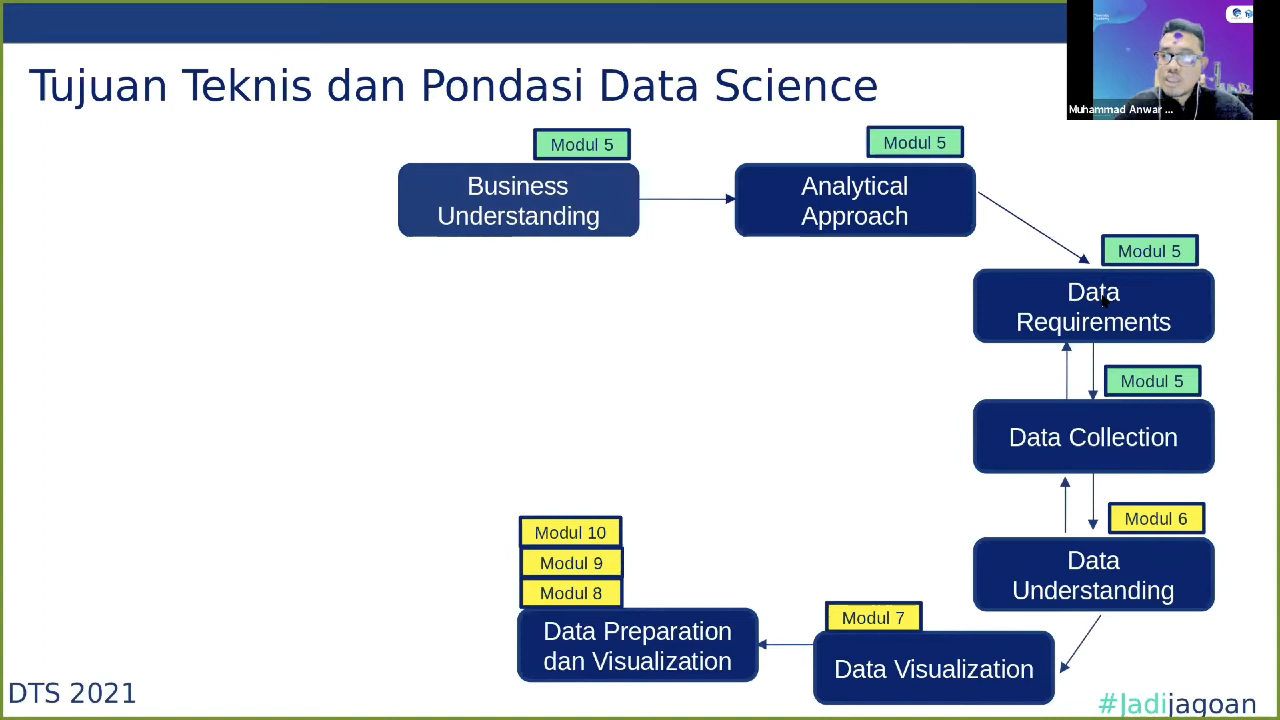 Tujuan Teknis dan Pondasi Data Science
Muhammad Anwar ...
Modul 5
Business
Understanding
Modul 5
Analytical
Approach
Modul 5
Data
Requirements
Modul 5
Data Collection
Modul 6
Data
Understanding
Modul 7
Data Visualization
Modul 10
Modul 9
Modul 8
Data Preparation
dan Visualization
DTS 2021
#Jadijagoan